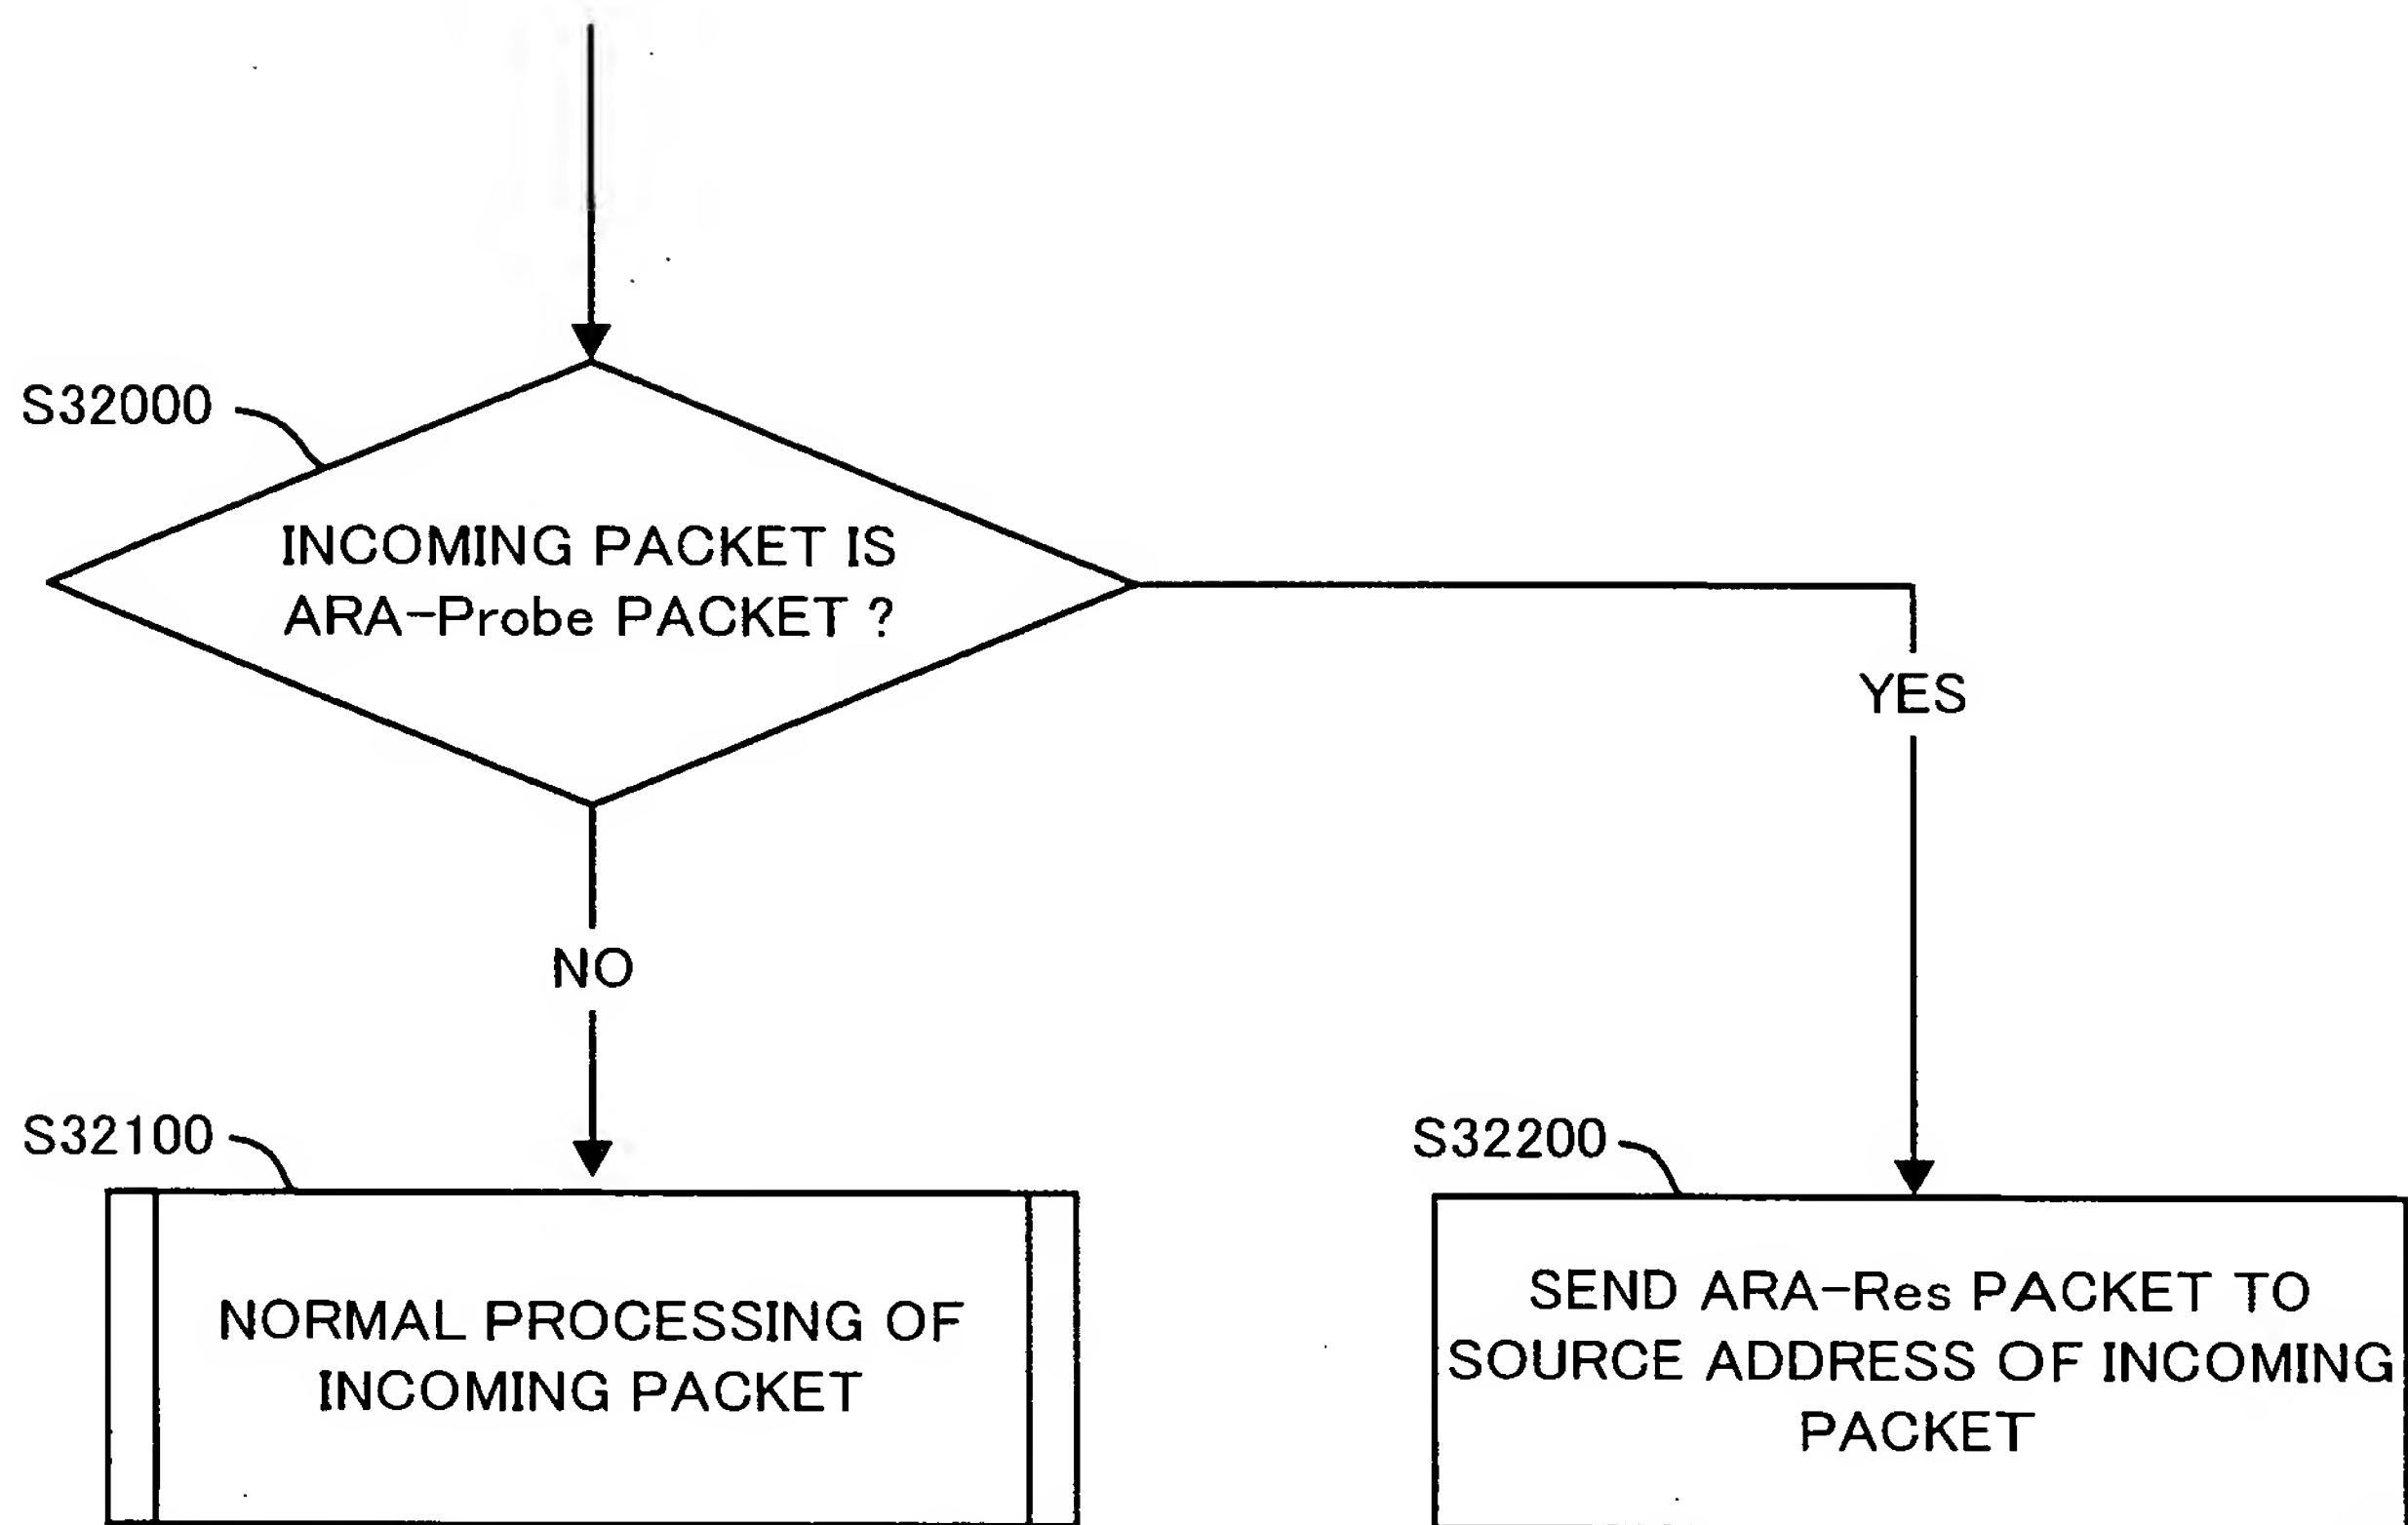 S32000
INCOMING PACKET IS
ARA-Probe PACKET ?
YES
NO
S32100
NORMAL PROCESSING OF
INCOMING PACKET
S32200
SEND ARA-Res PACKET TO
SOURCE ADDRESS OF INCOMING
PACKET